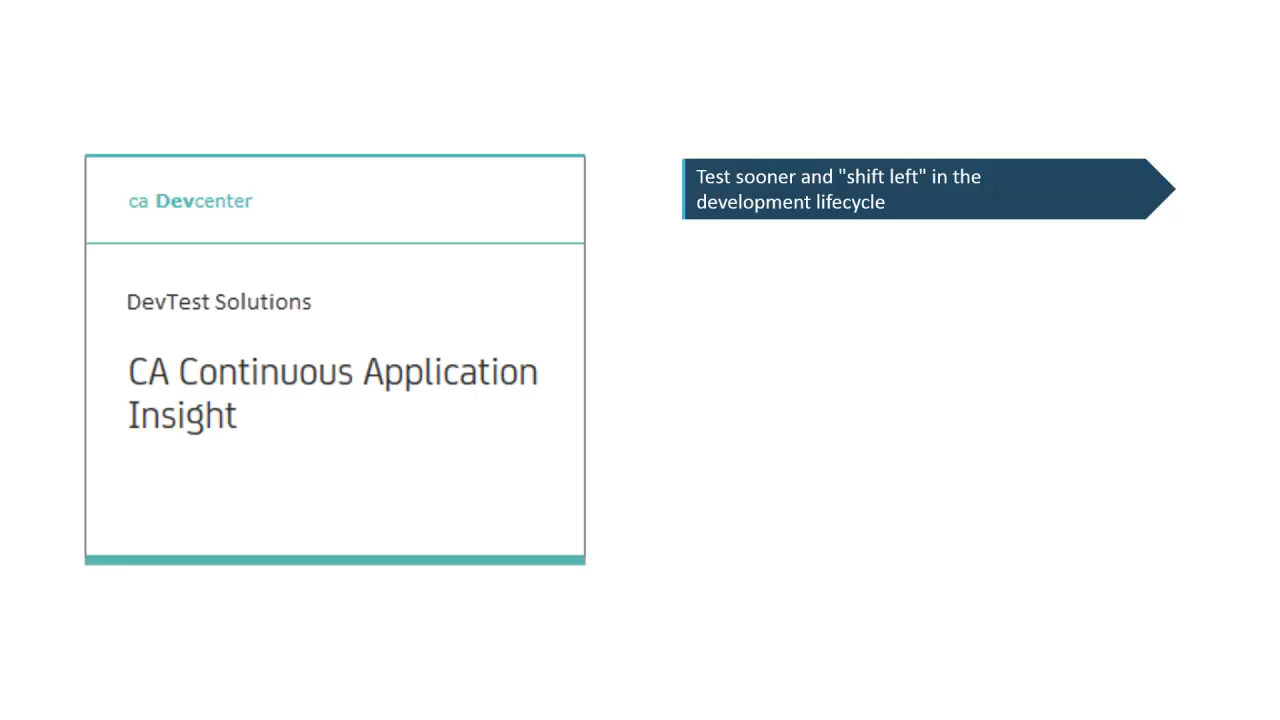 ca Devcenter
DevTest Solutions
CA Continuous Application
Insight
Test sooner and "shift left" in the
development lifecycle